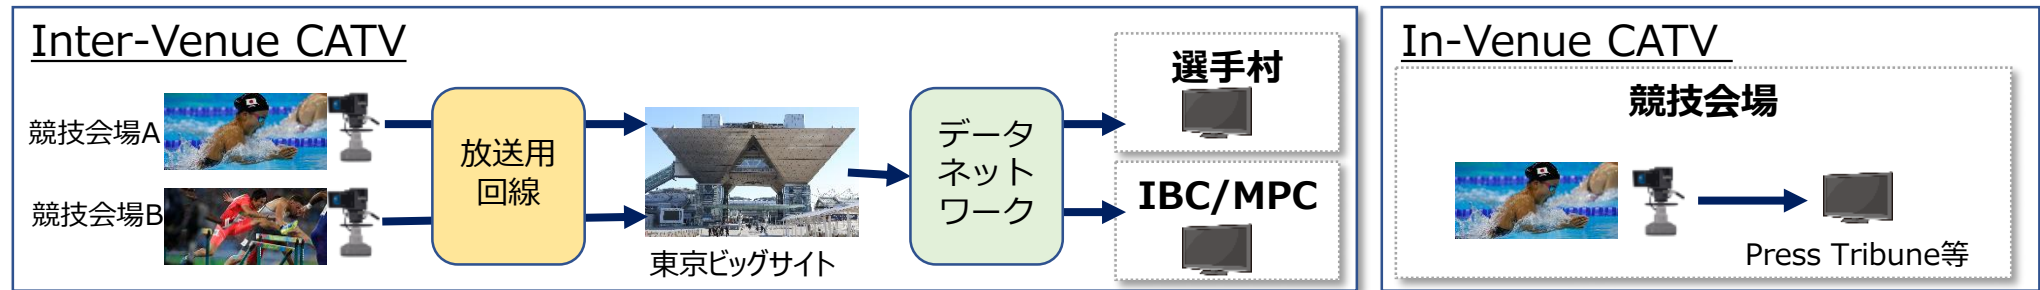 Inter-Venue CATV
競技会場A
競技会場B
放送用
回線
東京ビッグサイト
データ
ネット
ワーク
選手村
IBC/MPC
In-Venue CATV
競技会場
Press Tribune等